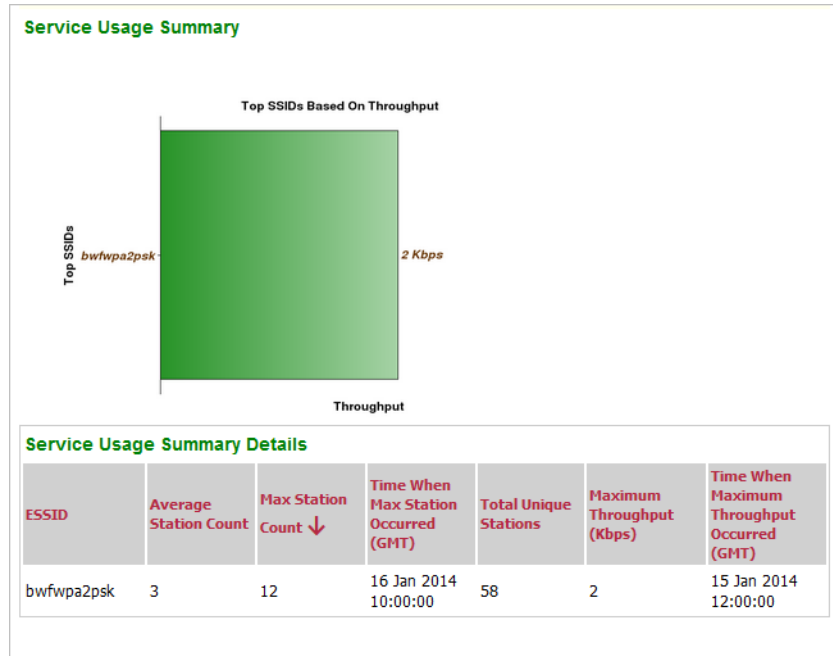 Service Usage Summary
Top SSIDs Based On Throughput
Top SSIDs
bwfwpa2psk
2 Kbps
Throughput
Service Usage Summary Details
ESSID
Average
Station Count
Max Station
Count ↓
Time When
Max Station
Occurred
(GMT)
Total Unique
Stations
Maximum
Throughput
(Kbps)
Time When
Maximum
Throughput
Occurred
(GMT)
bwfwpa2psk
3
12
16 Jan 2014
10:00:00
58
2
15 Jan 2014
12:00:00